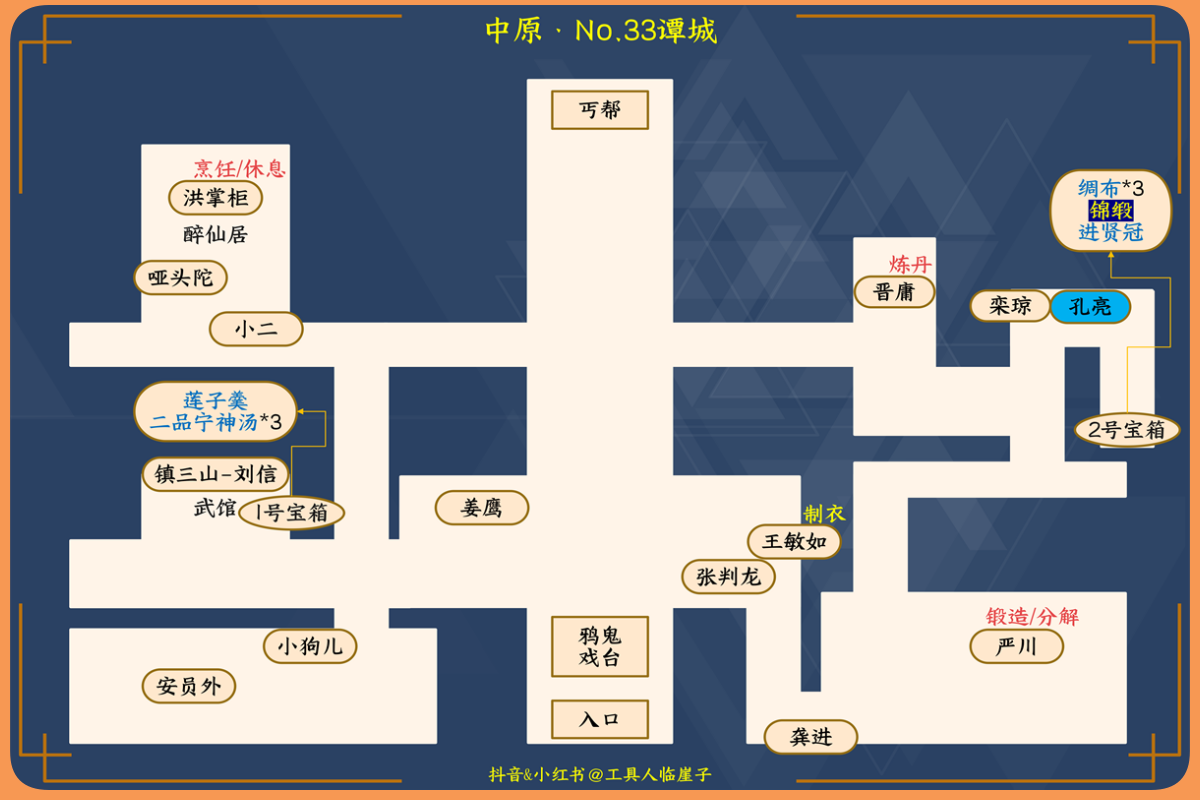 中原·No.33谭城
丐帮
烹饪/休息
洪掌柜
醉仙居
哑头陀
小二
绸布*3
锦缎
进贤冠
炼丹
晋庸
栾琼
孔亮
莲子羹
二品宁神汤*3
2号宝箱
镇三山-刘信
武馆
1号宝箱
姜鹰
制衣
王敏如
张判龙
锻造/分解
严川
小狗儿
安员外
鸦鬼
戏台
入口
龚进
抖音&小红书@工具人临崖子